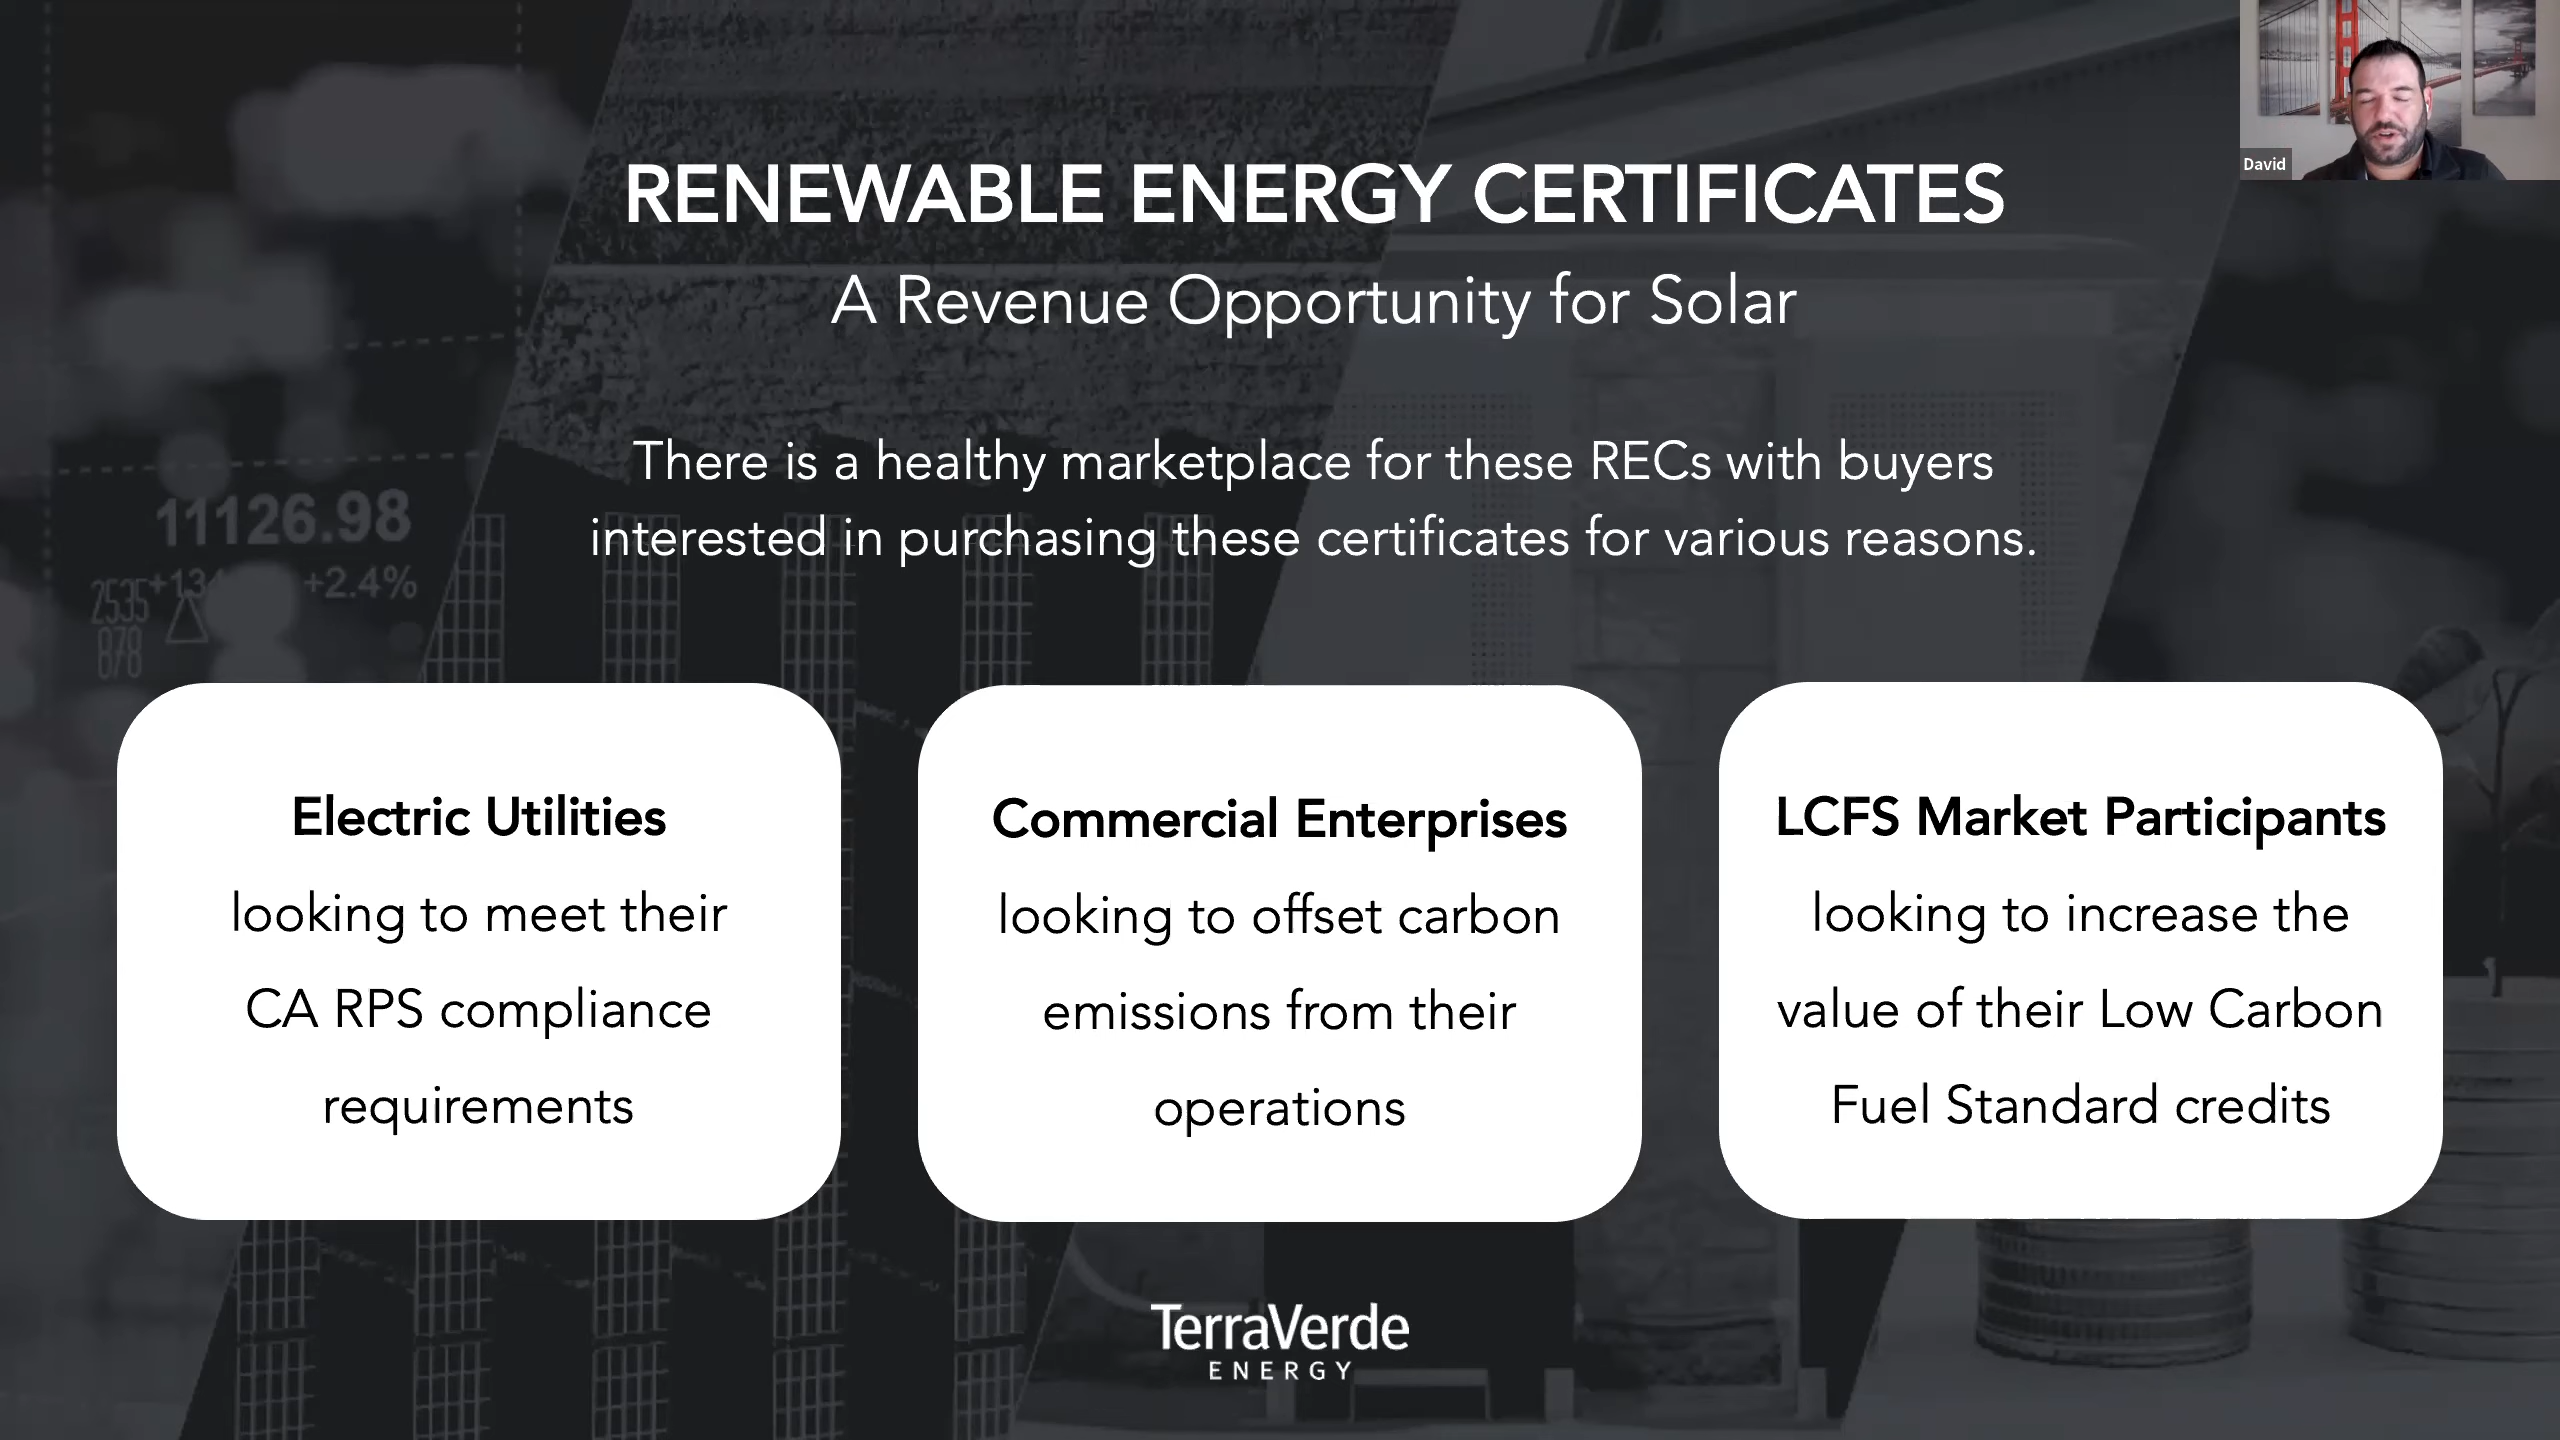 David
RENEWABLE ENERGY CERTIFICATES
A Revenue Opportunity for Solar
There is a healthy marketplace for these RECs with buyers
interested in purchasing these certificates for various reasons.
11126.98
+134
+2.4%
2535
878
Electric Utilities
looking to meet their
CA RPS compliance
requirements
Commercial Enterprises
looking to offset carbon
emissions from their
operations
LCFS Market Participants
looking to increase the
value of their Low Carbon
Fuel Standard credits
TerraVerde
ENERGY